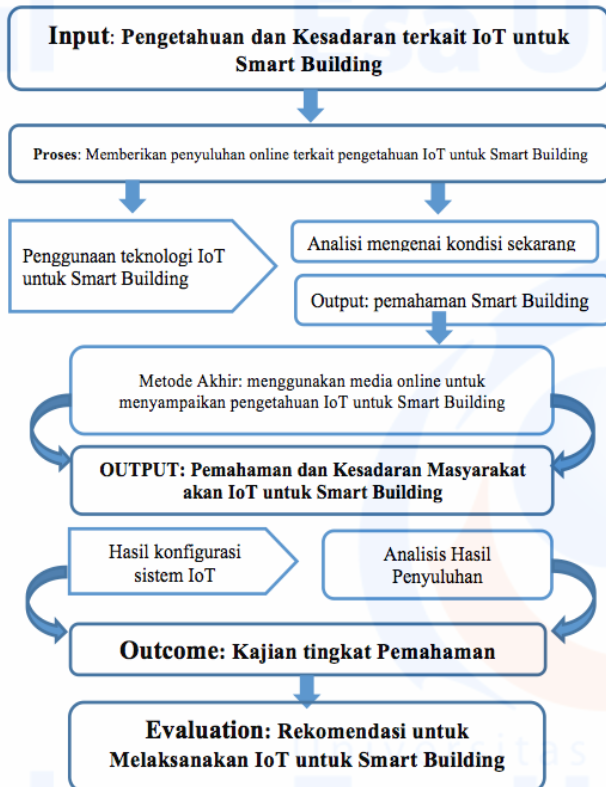 Input: Pengetahuan dan Kesadaran terkait IoT untuk
Smart Building
Proses: Memberikan penyuluhan online terkait pengetahuan IoT untuk Smart Building
Penggunaan teknologi IoT
untuk Smart Building
Analisi mengenai kondisi sekarang
Output: pemahaman Smart Building
Metode Akhir: menggunakan media online untuk
menyampaikan pengetahuan IoT untuk Smart Building
OUTPUT: Pemahaman dan Kesadaran Masyarakat
akan IoT untuk Smart Building
Hasil konfigurasi
sistem IoT
Analisis Hasil
Penyuluhan
Outcome: Kajian tingkat Pemahaman
Evaluation: Rekomendasi untuk
Melaksanakan IoT untuk Smart Building
Universitas